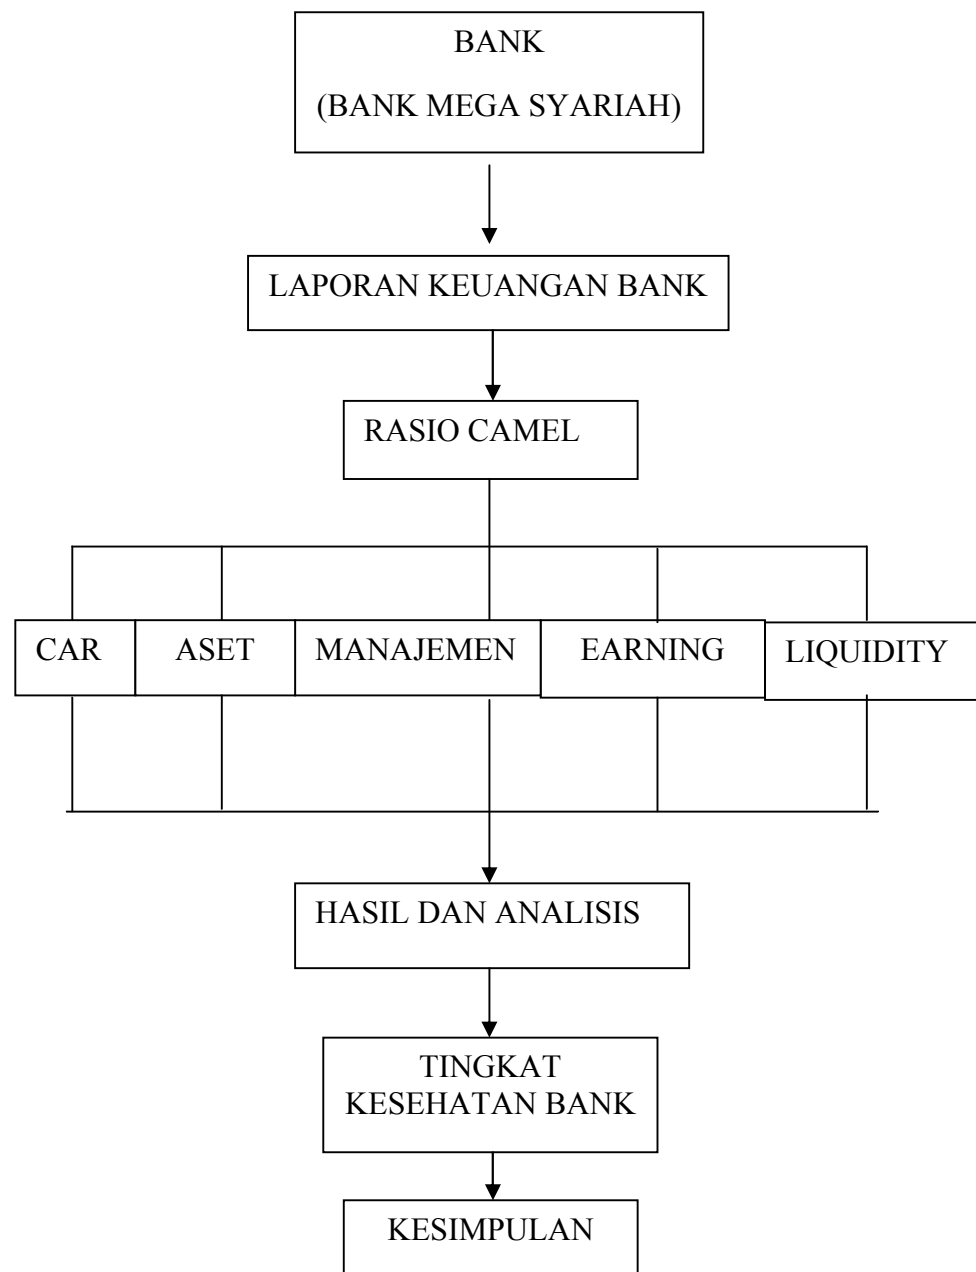 BANK
(BANK MEGA SYARIAH)
LAPORAN KEUANGAN BANK
RASIO CAMEL
CAR
ASET
MANAJEMEN
EARNING
LIQUIDITY
HASIL DAN ANALISIS
TINGKAT
KESEHATAN BANK
KESIMPULAN